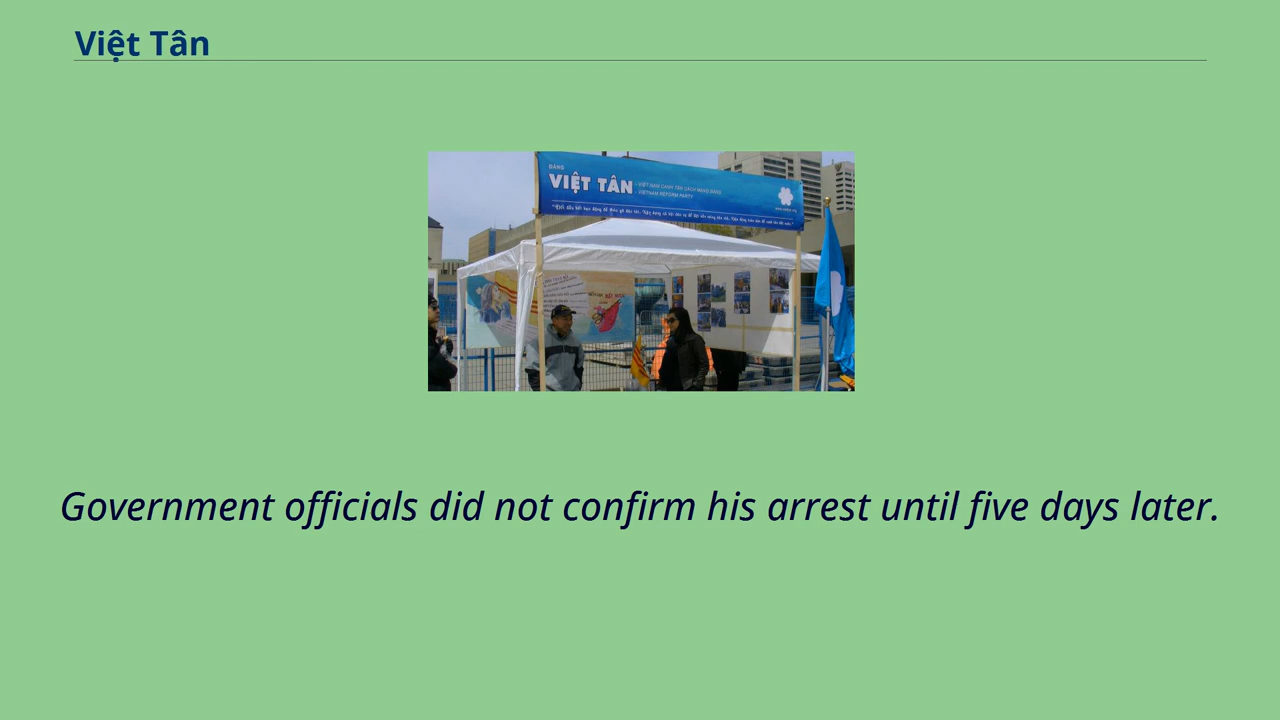 Việt Tân
ĐẢNG
VIỆT TÂN
- VIỆT NAM CANH TÂN CÁCH MẠNG ĐẢNG
- VIETNAM REFORM PARTY
Government officials did not confirm his arrest until five days later.